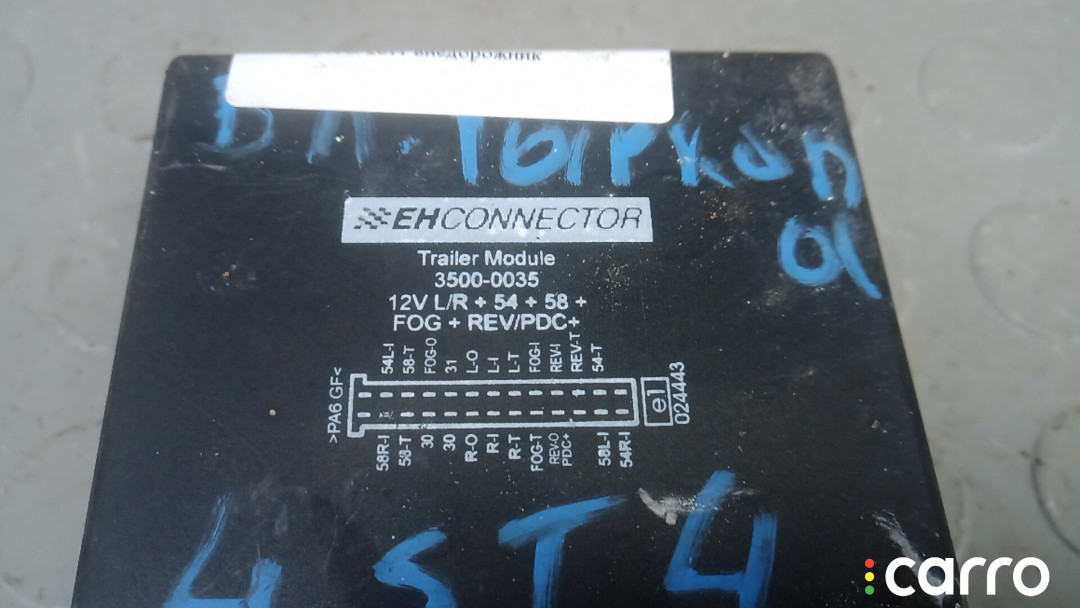 внедорожник
БЛ.
EHCONNECTOR
Trailer Module
3500-0035
12V L/R + 54 + 58 +
FOG + REV/PDC+
54L-I 58-T FOG-O 31 L-O L-I L-T FOG-I REV-I REV-T 54-T
>PA6 GF<
e1
024443
58R-I 58-T 30 30 R-O R-I R-T FOG-T REV-O PDC+ 58L-I 54R-I
4ST4
carro